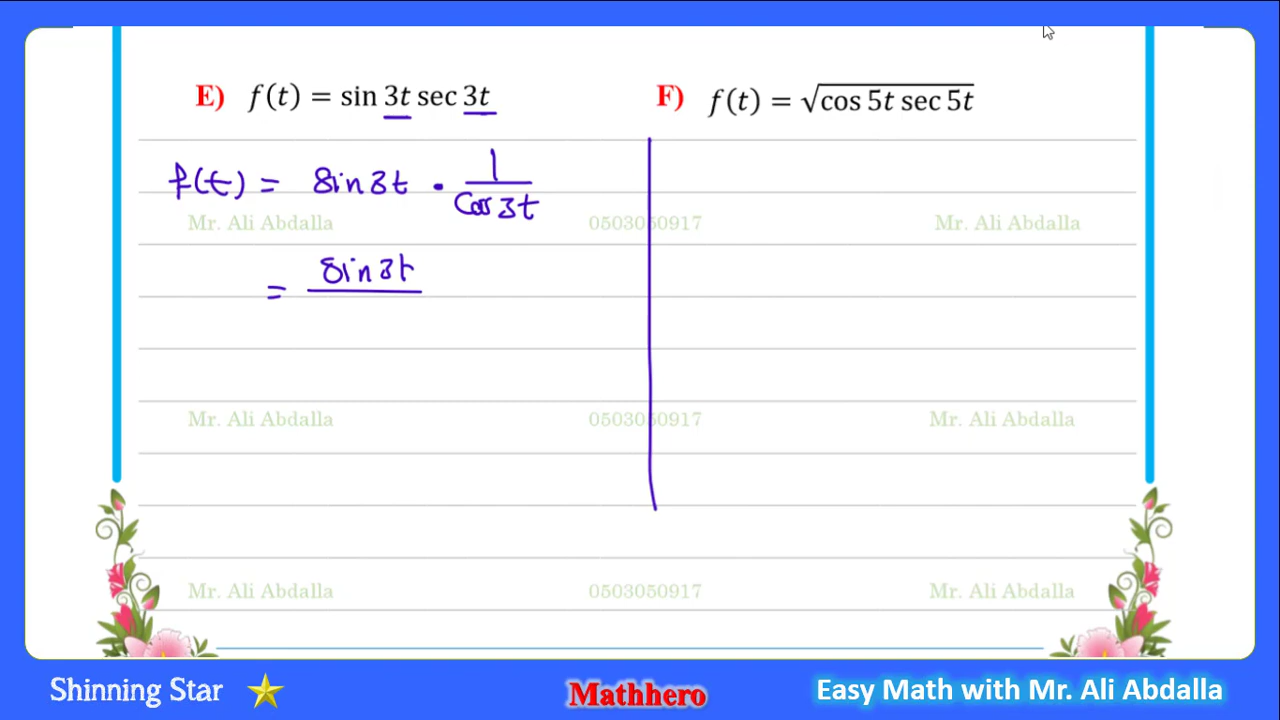 E) f(t) = sin 3t sec 3t
F) f(t) = √(cos 5t sec 5t)
f(t) = sin 3t · 1/cos 3t
Mr. Ali Abdalla 0503050917 Mr. Ali Abdalla
= sin 3t
Mr. Ali Abdalla 0503050917 Mr. Ali Abdalla
Mr. Ali Abdalla 0503050917 Mr. Ali Abdalla
Shinning Star Mathhero Easy Math with Mr. Ali Abdalla